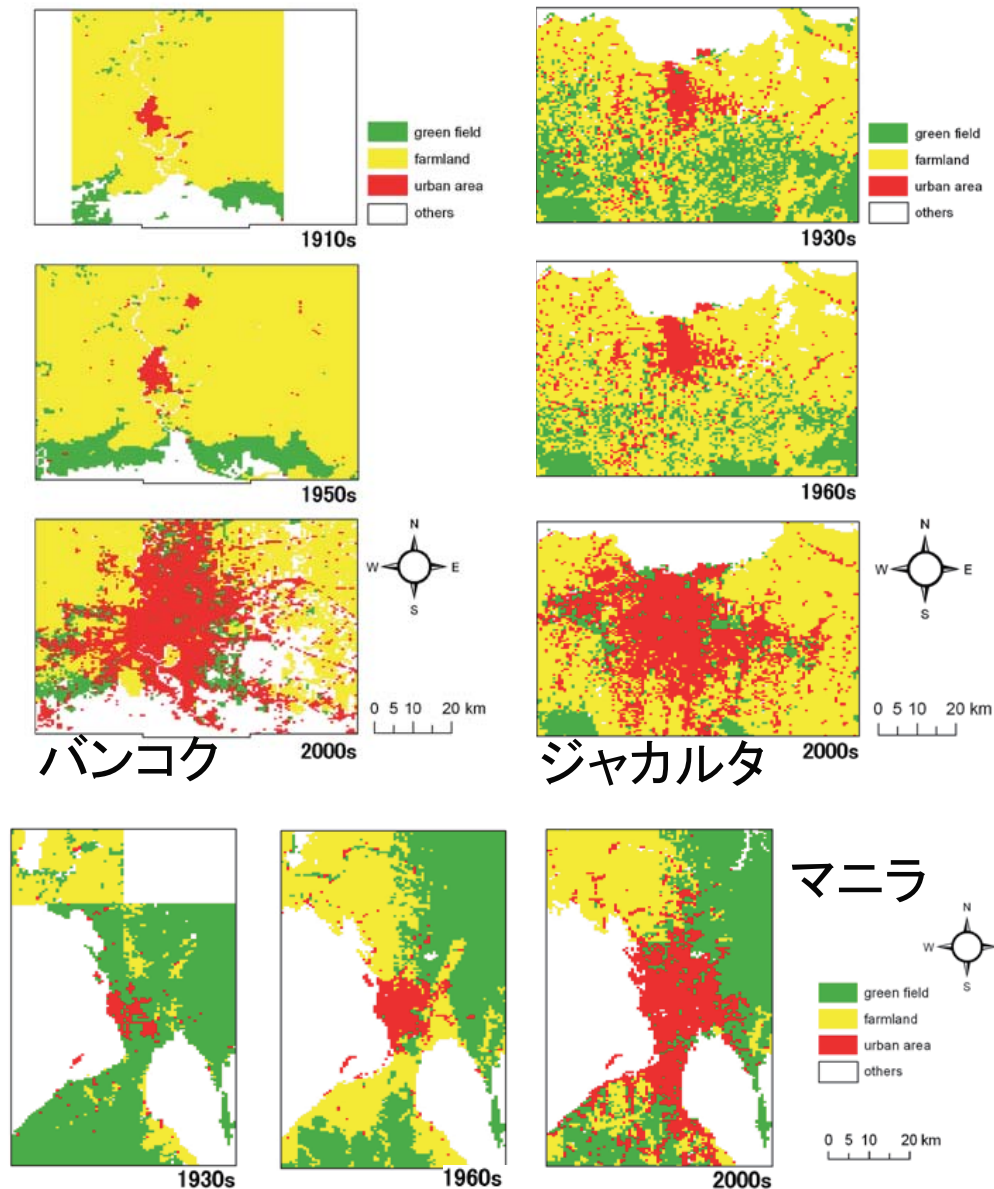 green field
farmland
urban area
others
1910s
green field
farmland
urban area
others
1930s
1950s
1960s
N
W E
S
0 5 10 20 km
2000s
バンコク
N
W E
S
0 5 10 20 km
2000s
ジャカルタ
1930s
1960s
2000s
マニラ
N
W
S
green field
farmland
urban area
others
0 5 10 20 km